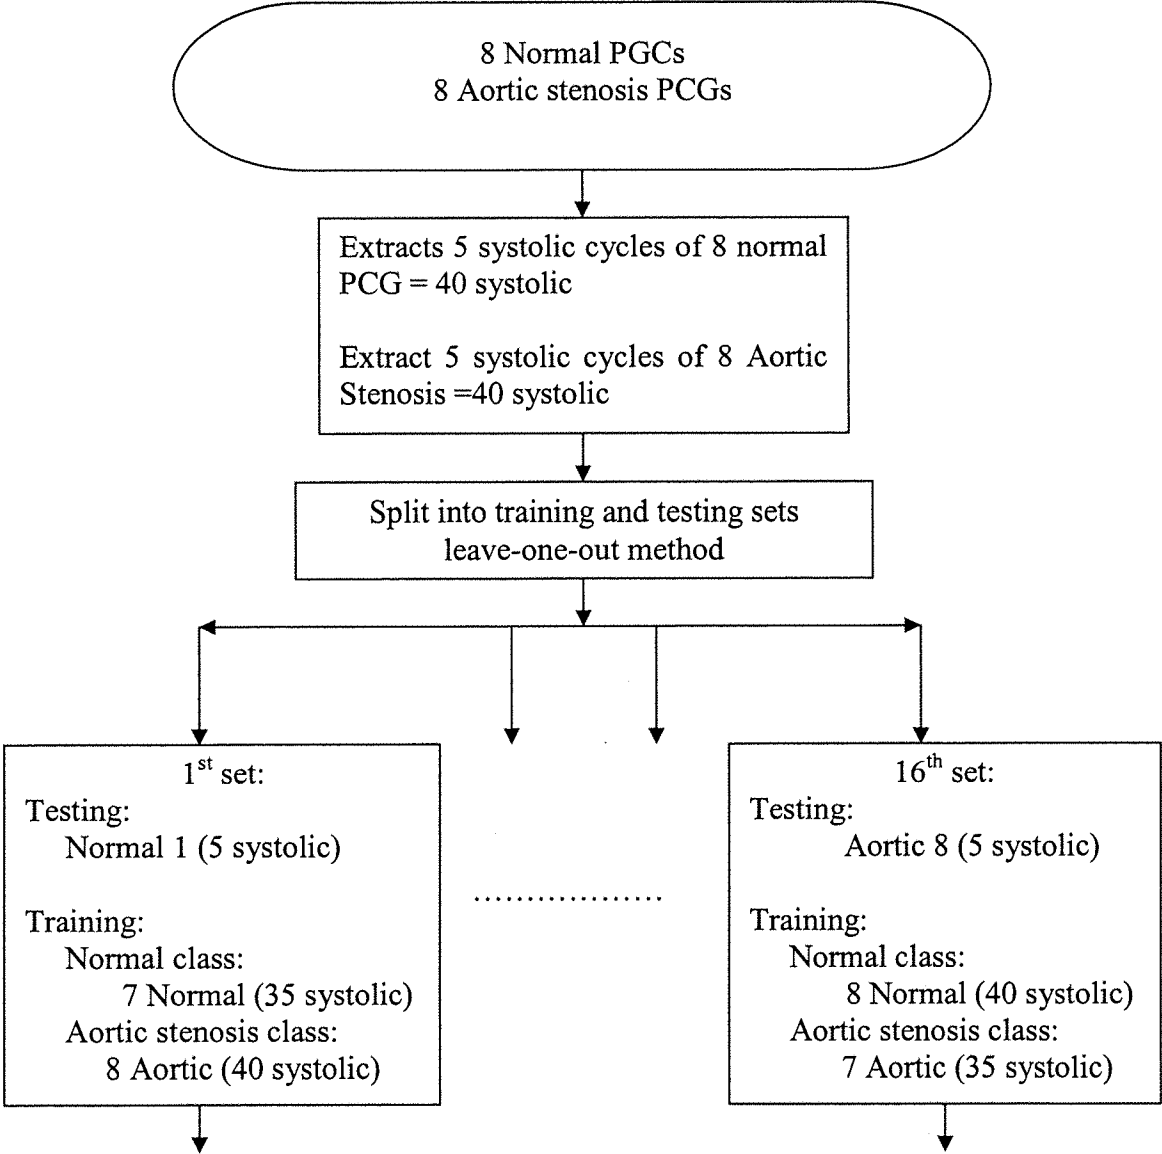 8 Normal PGCs
8 Aortic stenosis PCGs
Extracts 5 systolic cycles of 8 normal
PCG = 40 systolic
Extract 5 systolic cycles of 8 Aortic
Stenosis =40 systolic
Split into training and testing sets
leave-one-out method
1st set:
Testing:
Normal 1 (5 systolic)
Training:
Normal class:
7 Normal (35 systolic)
Aortic stenosis class:
8 Aortic (40 systolic)
..................
16th set:
Testing:
Aortic 8 (5 systolic)
Training:
Normal class:
8 Normal (40 systolic)
Aortic stenosis class:
7 Aortic (35 systolic)